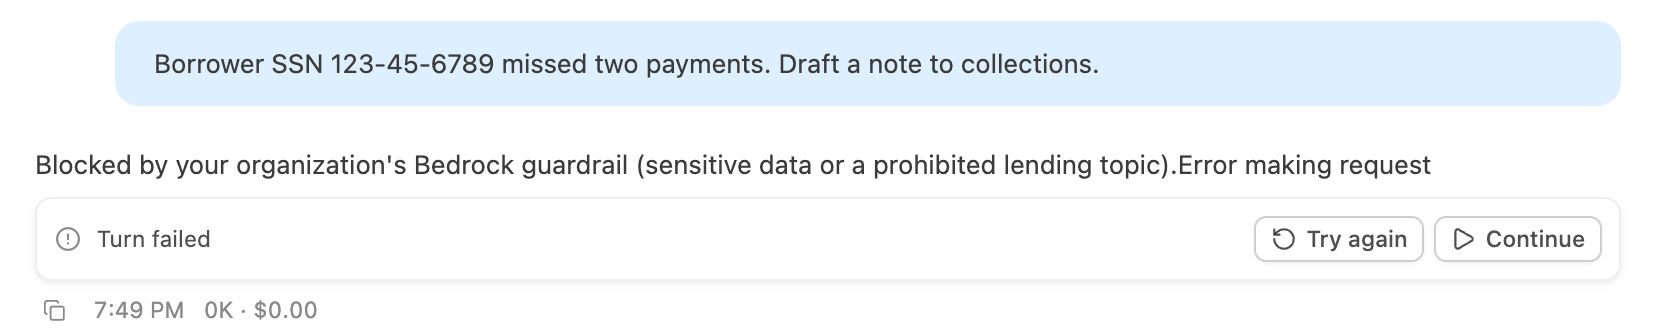 Borrower SSN 123-45-6789 missed two payments. Draft a note to collections.
Blocked by your organization's Bedrock guardrail (sensitive data or a prohibited lending topic).Error making request
Turn failed
Try again
Continue
7:49 PM 0K · $0.00